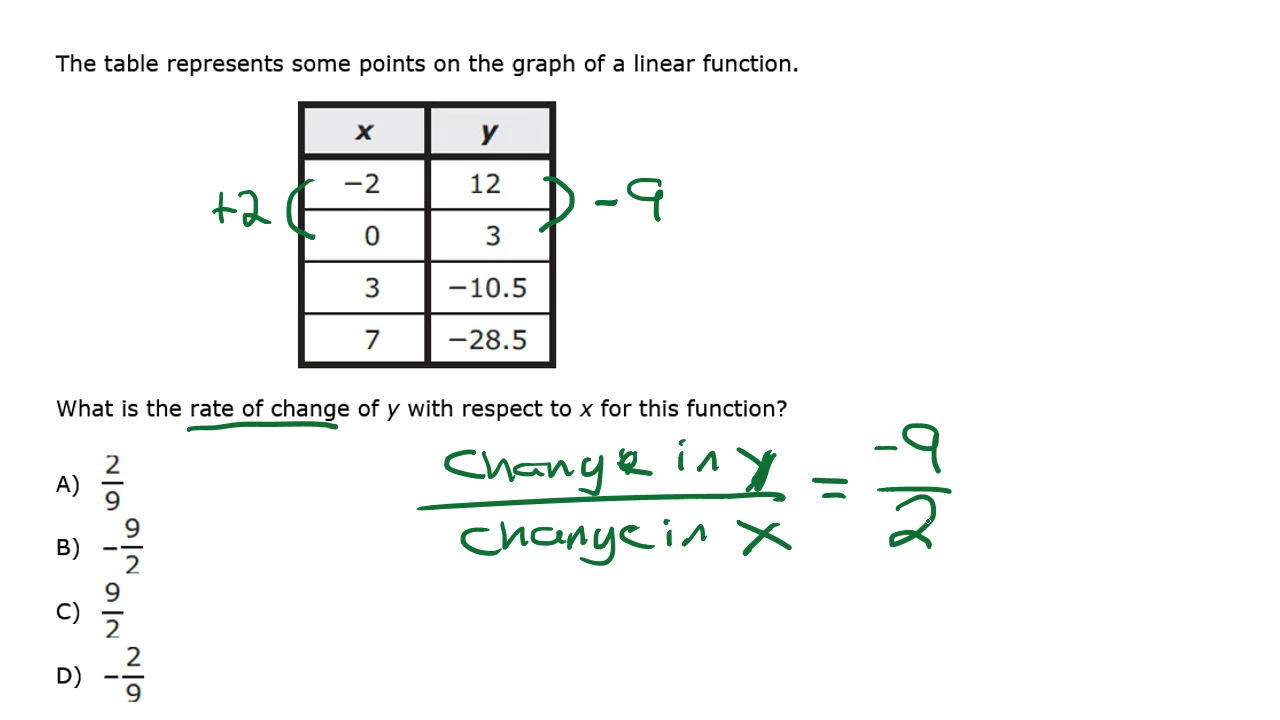 The table represents some points on the graph of a linear function.
x y
−2 12
+2 −9
0 3
3 −10.5
7 −28.5
What is the rate of change of y with respect to x for this function?
change in y / change in x = −9/2
A) 2/9
B) −9/2
C) 9/2
D) −2/9